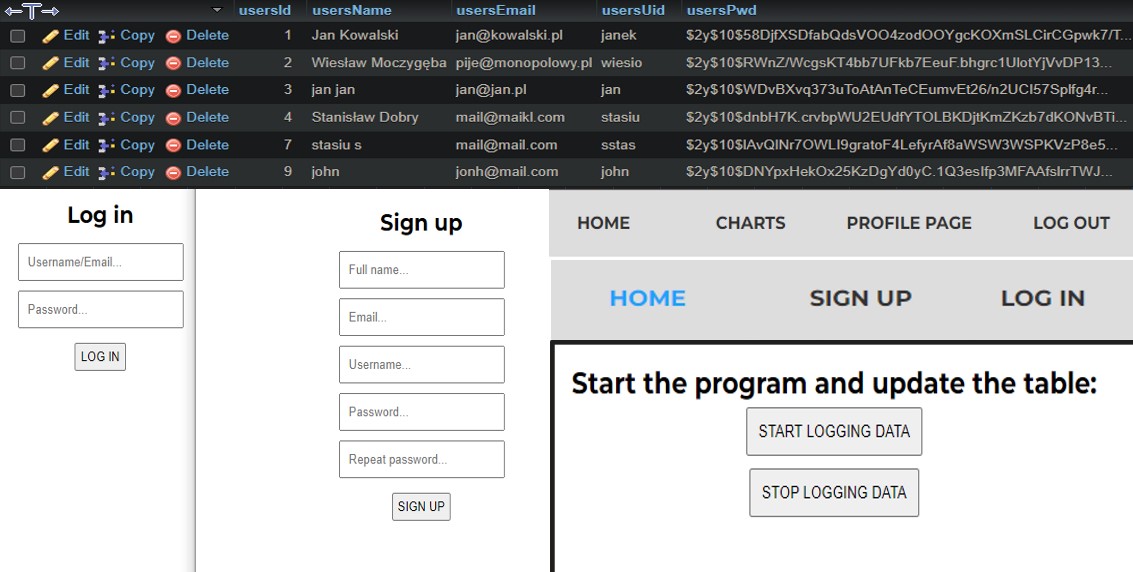 usersId usersName usersEmail usersUid usersPwd
Edit Copy Delete 1 Jan Kowalski jan@kowalski.pl janek $2y$10$58DjfXSDfabQdsVOO4zodOOYgcKOXmSLCirCGpwk7/T...
Edit Copy Delete 2 Wiesław Moczygęba pije@monopolowy.pl wiesio $2y$10$RWnZ/WcgsKT4bb7UFkb7EeuF.bhgrc1UlotYjVvDP13...
Edit Copy Delete 3 jan jan jan@jan.pl jan $2y$10$WDvBXvq373uToAtAnTeCEumvEt26/n2UCI57Splfg4r...
Edit Copy Delete 4 Stanisław Dobry mail@maikl.com stasiu $2y$10$dnbH7K.crvbpWU2EUdfYTOLBKDjtKmZKzb7dKONvBTi...
Edit Copy Delete 7 stasiu s mail@mail.com sstas $2y$10$IAvQINr7OWLI9gratoF4LefyrAf8aWSW3WSPKVzP8e5...
Edit Copy Delete 9 john jonh@mail.com john $2y$10$DNYpxHekOx25KzDgYd0yC.1Q3esIfp3MFAAfsIrrTWJ...
Log in
Username/Email...
Password...
LOG IN
Sign up
Full name...
Email...
Username...
Password...
Repeat password...
SIGN UP
HOME CHARTS PROFILE PAGE LOG OUT
HOME SIGN UP LOG IN
Start the program and update the table:
START LOGGING DATA
STOP LOGGING DATA